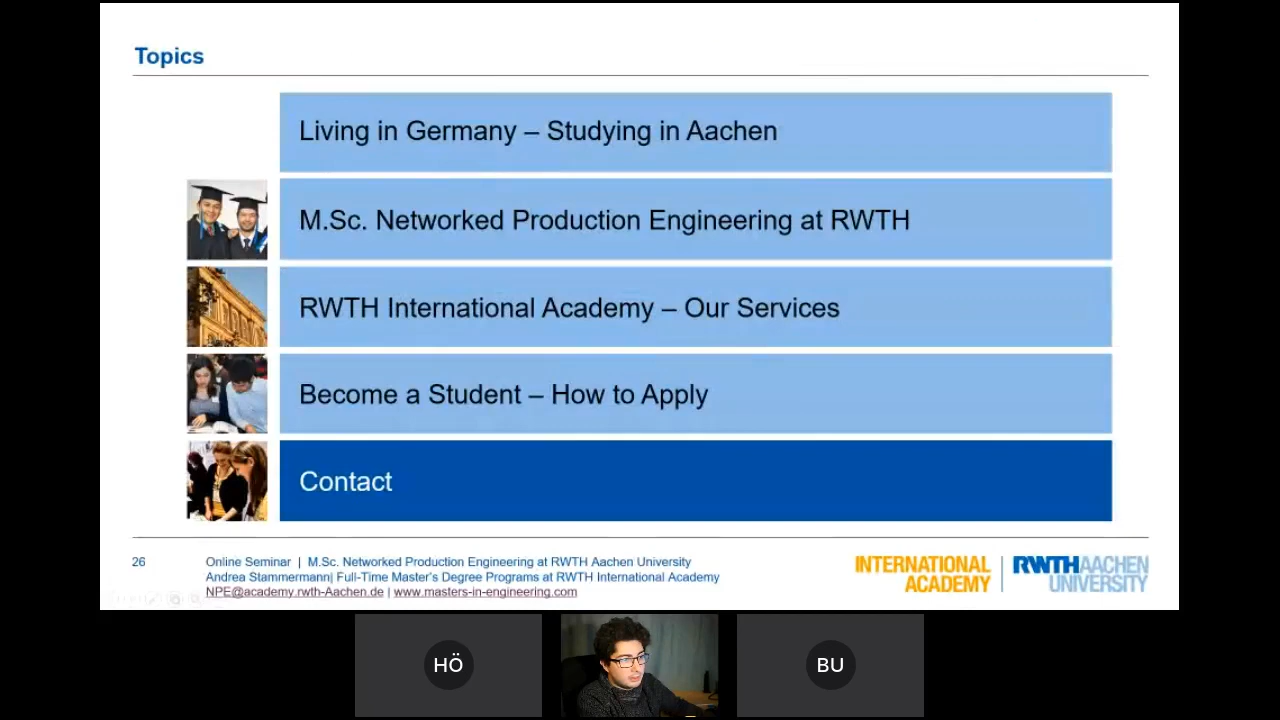 Topics
Living in Germany – Studying in Aachen
M.Sc. Networked Production Engineering at RWTH
RWTH International Academy – Our Services
Become a Student – How to Apply
Contact
26
Online Seminar | M.Sc. Networked Production Engineering at RWTH Aachen University
Andrea Stammermann| Full-Time Master's Degree Programs at RWTH International Academy
NPE@academy.rwth-Aachen.de | www.masters-in-engineering.com
INTERNATIONAL
ACADEMY
RWTHAACHEN
UNIVERSITY
HÖ
BU